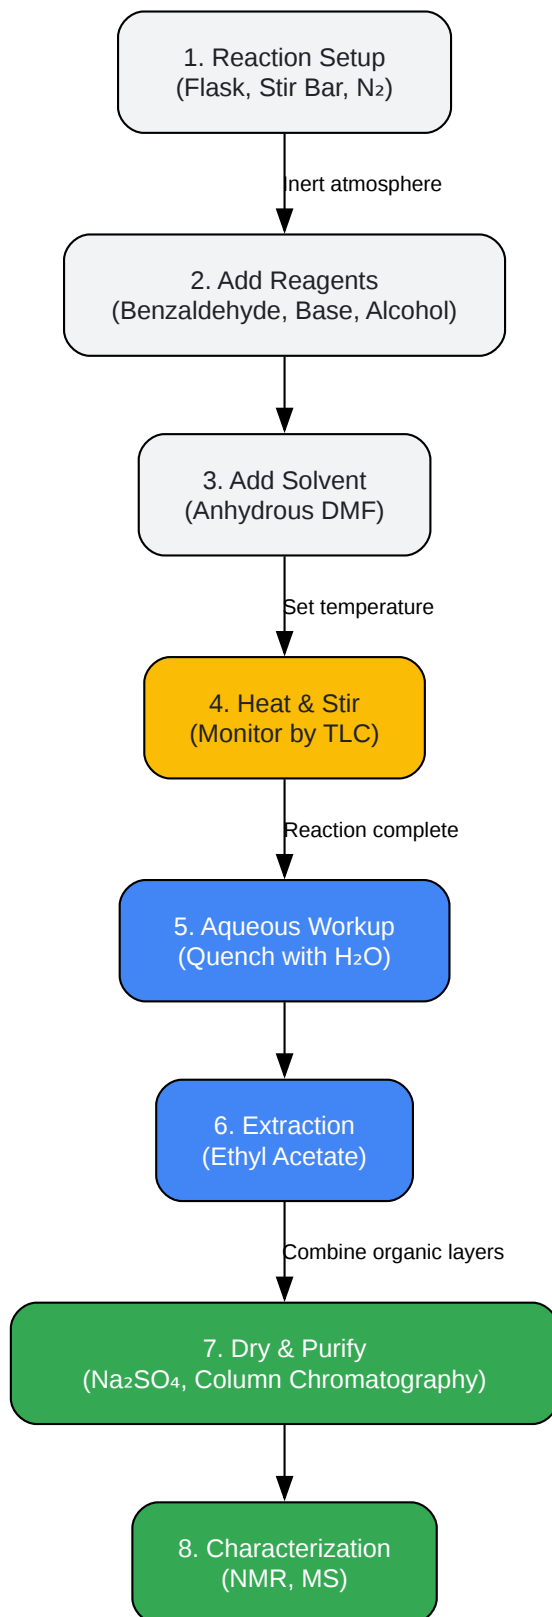 1. Reaction Setup
(Flask, Stir Bar, N₂)
Inert atmosphere
2. Add Reagents
(Benzaldehyde, Base, Alcohol)
3. Add Solvent
(Anhydrous DMF)
Set temperature
4. Heat & Stir
(Monitor by TLC)
Reaction complete
5. Aqueous Workup
(Quench with H₂O)
6. Extraction
(Ethyl Acetate)
Combine organic layers
7. Dry & Purify
(Na₂SO₄, Column Chromatography)
8. Characterization
(NMR, MS)